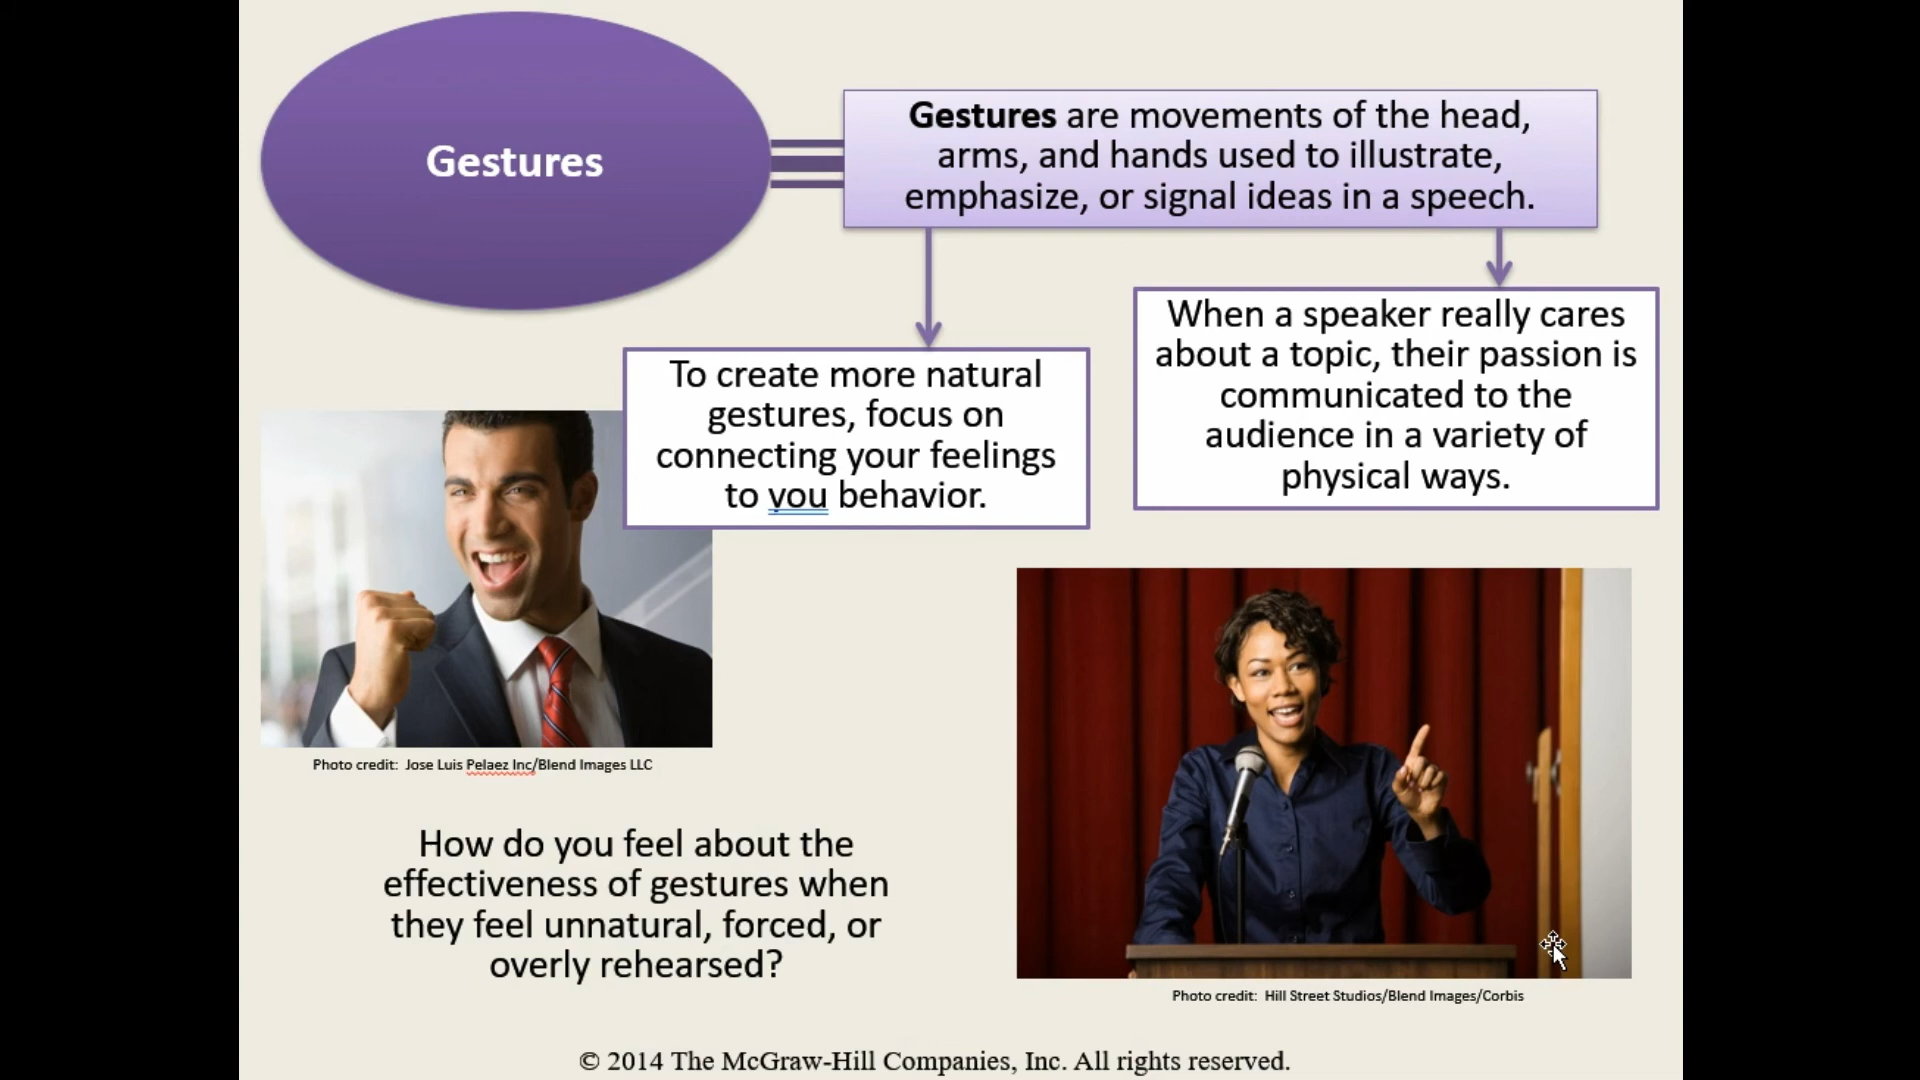 Gestures
Gestures are movements of the head,
arms, and hands used to illustrate,
emphasize, or signal ideas in a speech.
To create more natural
gestures, focus on
connecting your feelings
to you behavior.
When a speaker really cares
about a topic, their passion is
communicated to the
audience in a variety of
physical ways.
Photo credit: Jose Luis Pelaez Inc/Blend Images LLC
How do you feel about the
effectiveness of gestures when
they feel unnatural, forced, or
overly rehearsed?
Photo credit: Hill Street Studios/Blend Images/Corbis
© 2014 The McGraw-Hill Companies, Inc. All rights reserved.